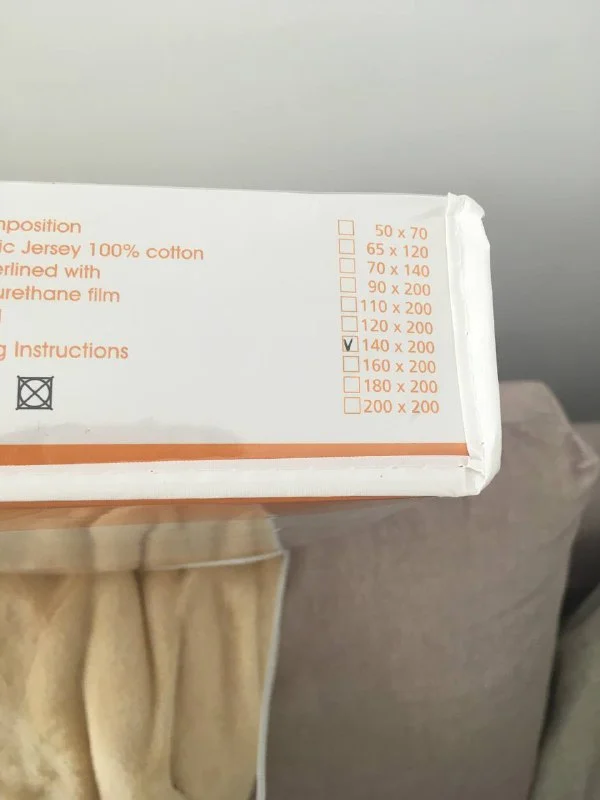 mposition
ic Jersey 100% cotton
erlined with
urethane film
g Instructions
50 x 70
65 x 120
70 x 140
90 x 200
110 x 200
120 x 200
140 x 200
160 x 200
180 x 200
200 x 200